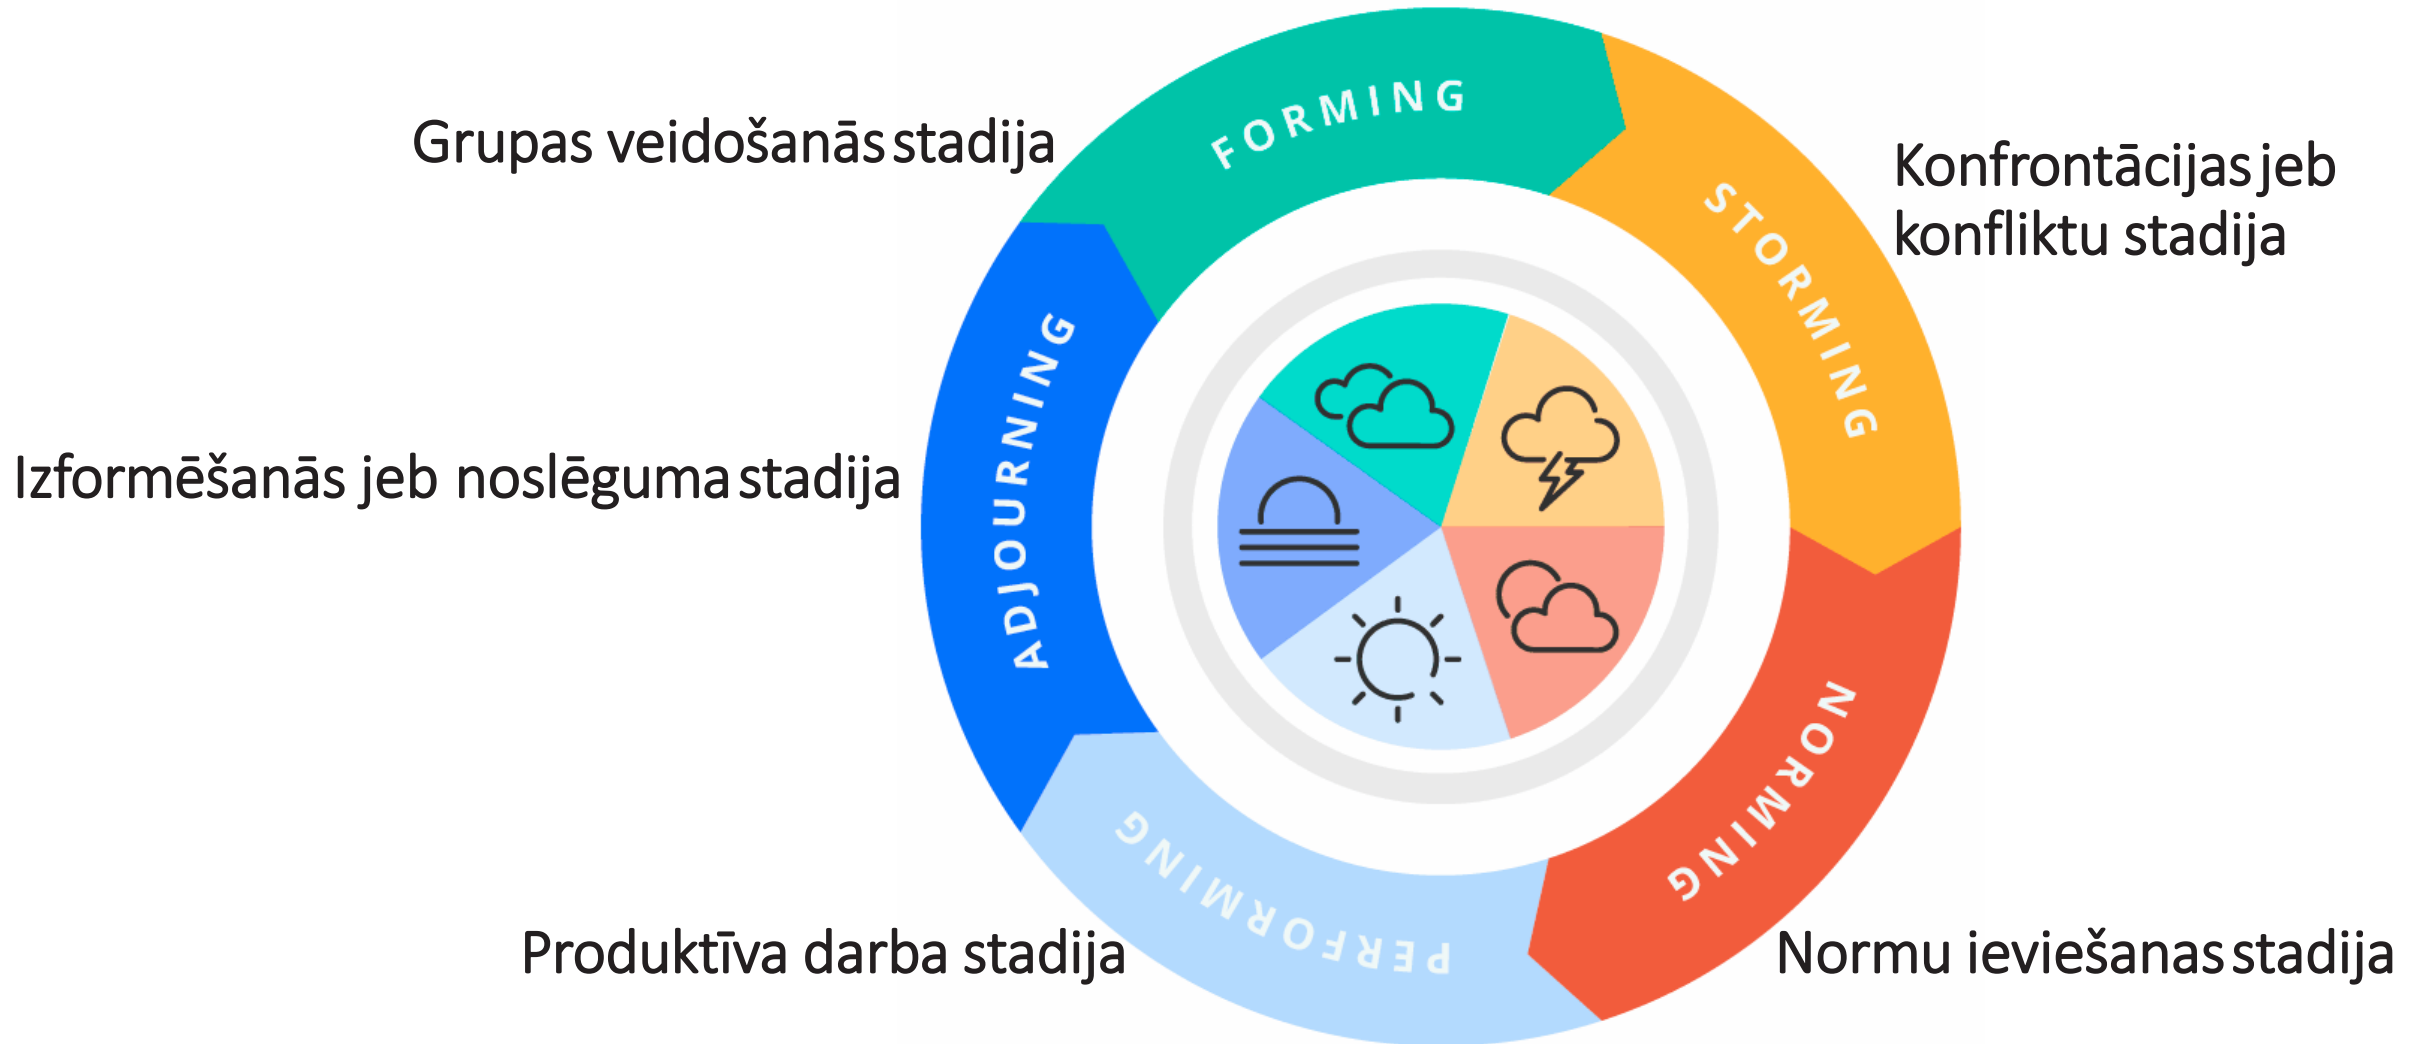 FORMING
Grupas veidošanās stadija
STORMING
Konfrontācijas jeb
konfliktu stadija
NORMING
Normu ieviešanas stadija
PERFORMING
Produktīva darba stadija
ADJOURNING
Izformēšanās jeb noslēguma stadija